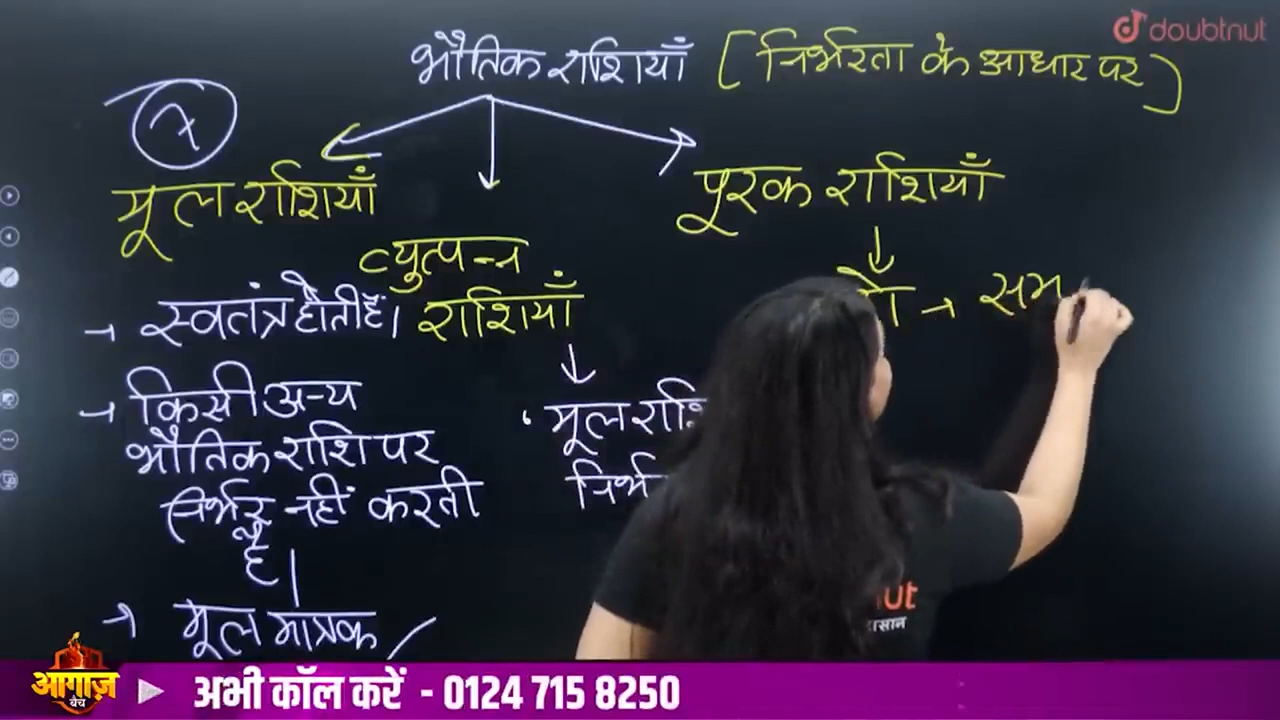 doubtnut
भौतिक राशियाँ (निर्भरता के आधार पर)
7
मूल राशियाँ
व्युत्पन्न
राशियाँ
पूरक राशियाँ
→ स्वतंत्र होती हैं।
→ किसी अन्य
भौतिक राशि पर
निर्भर नहीं करती
है।
→ मूल मात्रक
मूल राशि
निर्भ
→ सम
आगाज़
बैच
अभी कॉल करें - 0124 715 8250